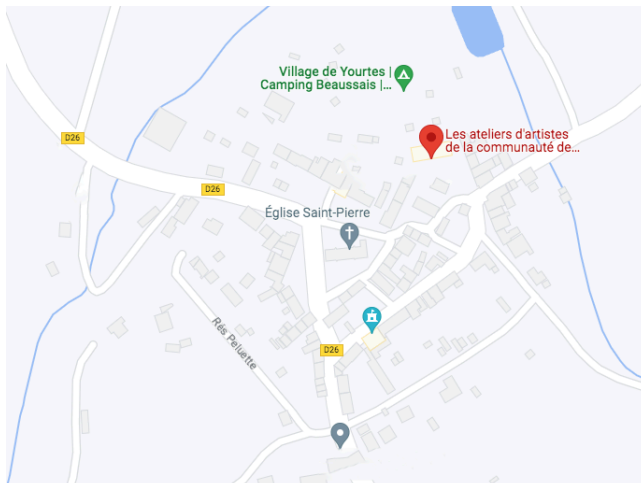 Village de Yourtes |
Camping Beaussais |...
Les ateliers d'artistes
de la communauté de...
D26
D26
Église Saint-Pierre
Rés Peluette
D26